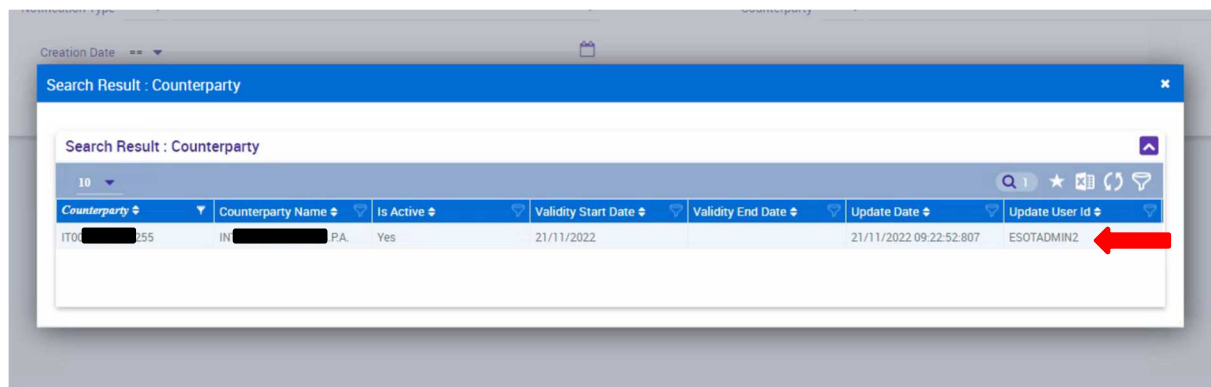 Notification Type Counterparty
Creation Date ==
Search Result : Counterparty
Search Result : Counterparty
10 1
Counterparty Counterparty Name Is Active Validity Start Date Validity End Date Update Date Update User Id
IT00 255 IN P.A. Yes 21/11/2022 21/11/2022 09:22:52:807 ESOTADMIN2